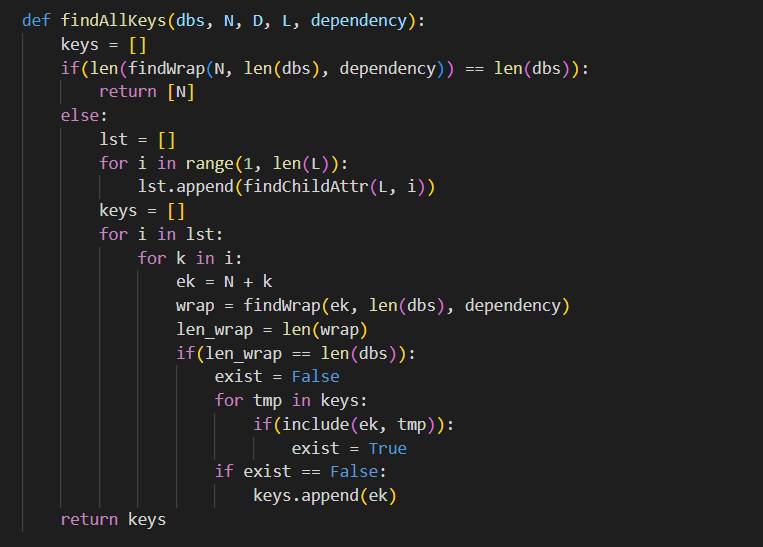 def findAllKeys(dbs, N, D, L, dependency):
    keys = []
    if(len(findWrap(N, len(dbs), dependency)) == len(dbs)):
        return [N]
    else:
        lst = []
        for i in range(1, len(L)):
            lst.append(findChildAttr(L, i))
        keys = []
        for i in lst:
            for k in i:
                ek = N + k
                wrap = findWrap(ek, len(dbs), dependency)
                len_wrap = len(wrap)
                if(len_wrap == len(dbs)):
                    exist = False
                    for tmp in keys:
                        if(include(ek, tmp)):
                            exist = True
                    if exist == False:
                        keys.append(ek)
    return keys